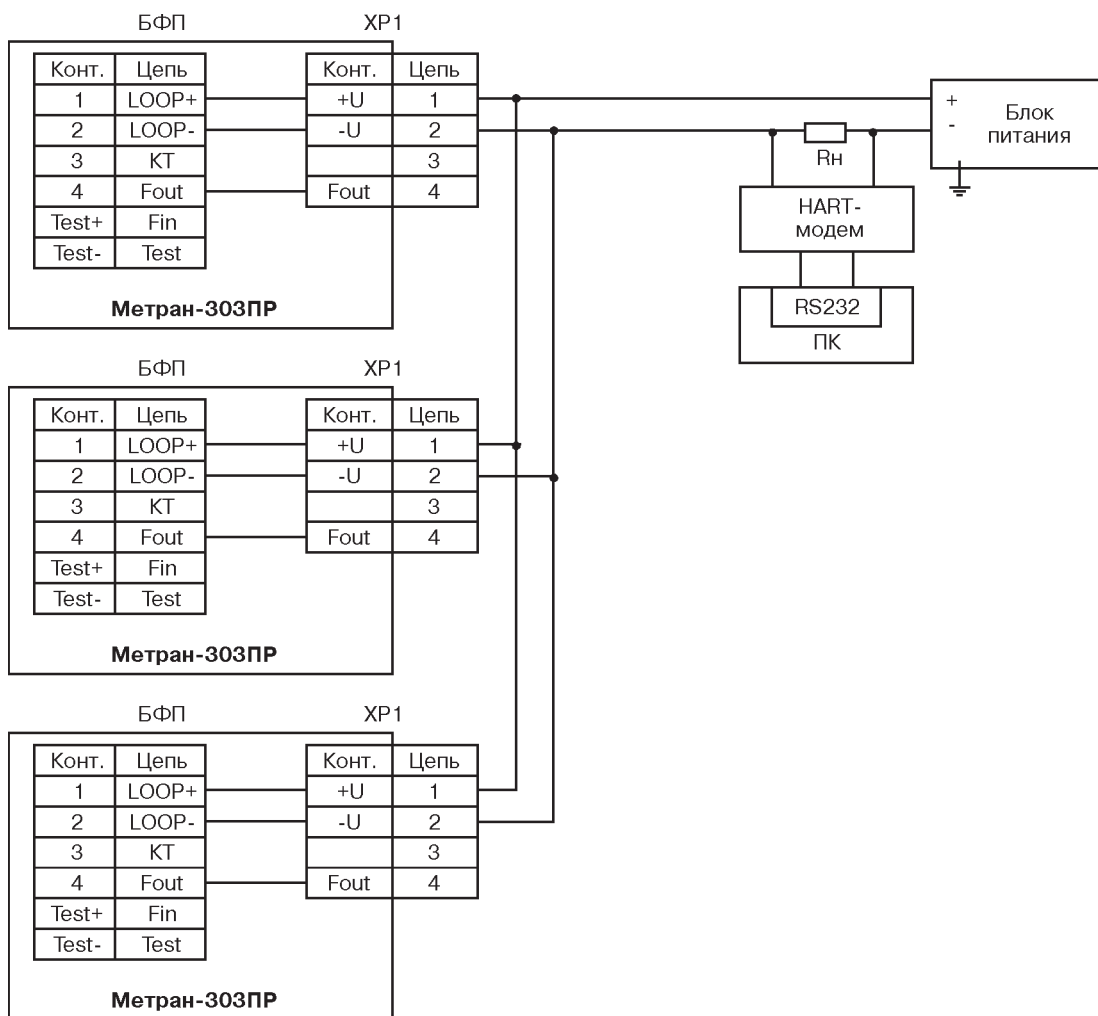 БФП XP1
Конт. Цепь Конт. Цепь
1 LOOP+ +U 1
2 LOOP- -U 2
3 КТ 3
4 Fout Fout 4
Test+ Fin
Test- Test
Метран-303ПР
+ Блок
- питания
Rн
HART-
модем
RS232
ПК
БФП XP1
Конт. Цепь Конт. Цепь
1 LOOP+ +U 1
2 LOOP- -U 2
3 КТ 3
4 Fout Fout 4
Test+ Fin
Test- Test
Метран-303ПР
БФП XP1
Конт. Цепь Конт. Цепь
1 LOOP+ +U 1
2 LOOP- -U 2
3 КТ 3
4 Fout Fout 4
Test+ Fin
Test- Test
Метран-303ПР